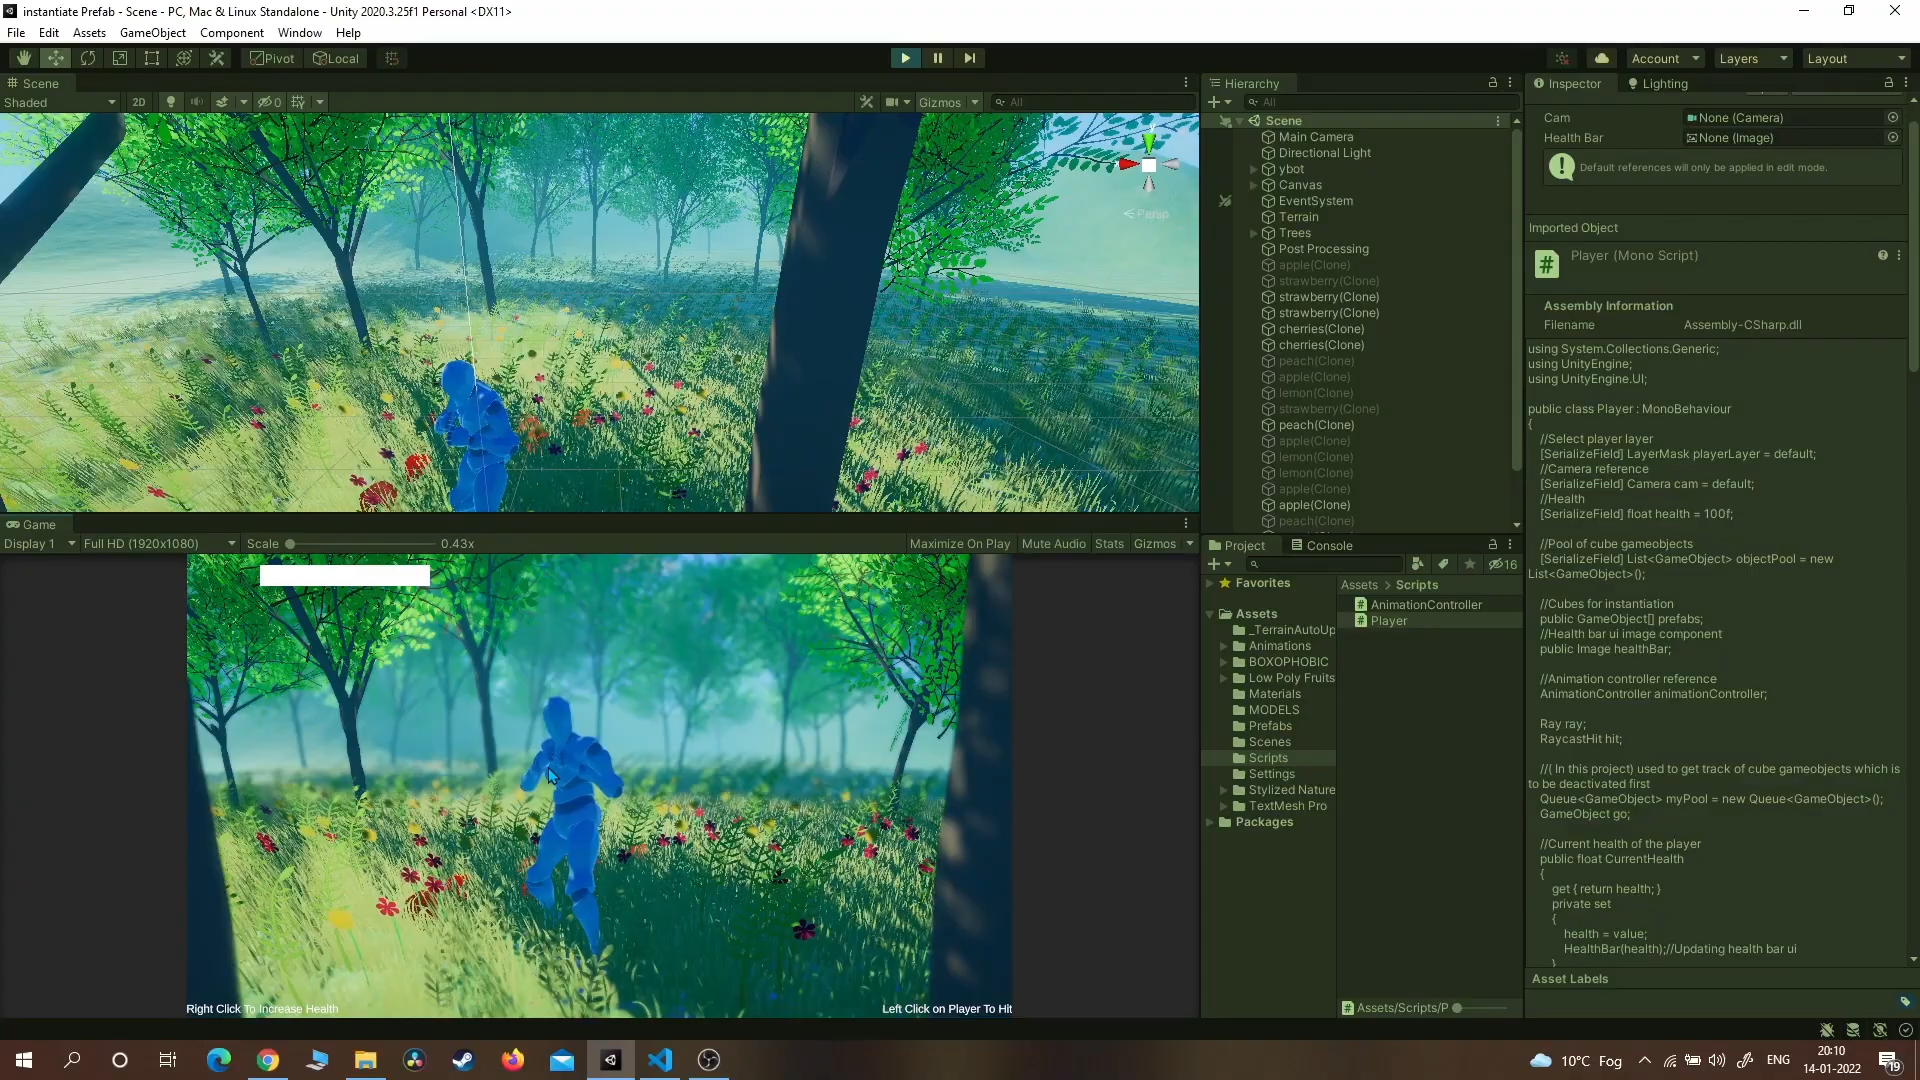 instantiate Prefab - Scene - PC, Mac & Linux Standalone - Unity 2020.3.25f1 Personal <DX11>
File Edit Assets GameObject Component Window Help
Pivot Local
Account Layers Layout
Scene
Shaded 2D 0 Gizmos All
Persp
Game
Display 1 Full HD (1920x1080) Scale 0.43x Maximize On Play Mute Audio Stats Gizmos
Right Click To Increase Health
Left Click on Player To Hit
Hierarchy
All
Scene
Main Camera
Directional Light
ybot
Canvas
EventSystem
Terrain
Trees
Post Processing
apple(Clone)
strawberry(Clone)
strawberry(Clone)
strawberry(Clone)
cherries(Clone)
cherries(Clone)
peach(Clone)
apple(Clone)
lemon(Clone)
strawberry(Clone)
peach(Clone)
apple(Clone)
lemon(Clone)
lemon(Clone)
apple(Clone)
apple(Clone)
peach(Clone)
Project Console
16
Favorites
Assets
_TerrainAutoUp
Animations
BOXOPHOBIC
Low Poly Fruits
Materials
MODELS
Prefabs
Scenes
Scripts
Settings
Stylized Nature
TextMesh Pro
Packages
Assets > Scripts
AnimationController
Player
Assets/Scripts/P
Inspector Lighting
Cam None (Camera)
Health Bar None (Image)
Default references will only be applied in edit mode.
Imported Object
Player (Mono Script)
Assembly Information
Filename Assembly-CSharp.dll
using System.Collections.Generic;
using UnityEngine;
using UnityEngine.UI;
public class Player : MonoBehaviour
{
//Select player layer
[SerializeField] LayerMask playerLayer = default;
//Camera reference
[SerializeField] Camera cam = default;
//Health
[SerializeField] float health = 100f;
//Pool of cube gameobjects
[SerializeField] List<GameObject> objectPool = new
List<GameObject>();
//Cubes for instantiation
public GameObject[] prefabs;
//Health bar ui image component
public Image healthBar;
//Animation controller reference
AnimationController animationController;
Ray ray;
RaycastHit hit;
//( In this project) used to get track of cube gameobjects which is
to be deactivated first
Queue<GameObject> myPool = new Queue<GameObject>();
GameObject go;
//Current health of the player
public float CurrentHealth
{
get { return health; }
private set
{
health = value;
HealthBar(health);//Updating health bar ui
}
Asset Labels
10°C Fog
ENG
20:10
14-01-2022
19